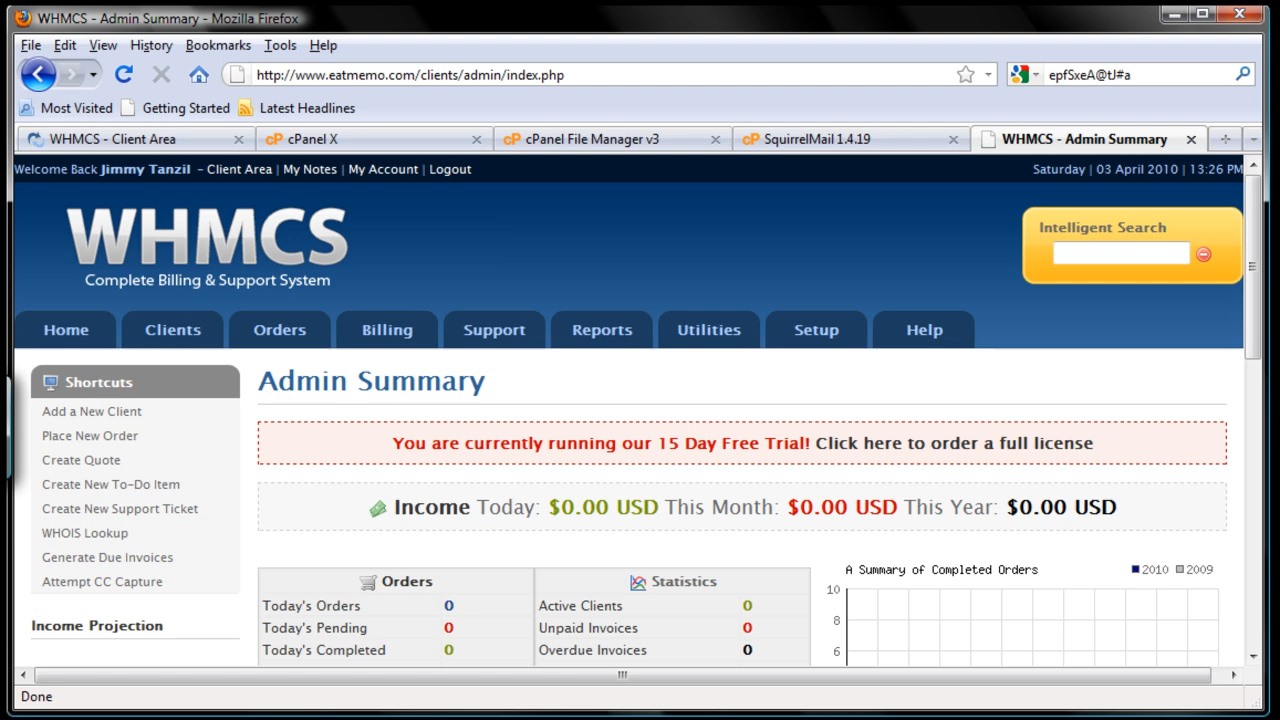 WHMCS - Admin Summary - Mozilla Firefox
File Edit View History Bookmarks Tools Help
http://www.eatmemo.com/clients/admin/index.php epfSxeA@tJ#a
Most Visited Getting Started Latest Headlines
WHMCS - Client Area cPanel X cPanel File Manager v3 SquirrelMail 1.4.19 WHMCS - Admin Summary
Welcome Back Jimmy Tanzil - Client Area | My Notes | My Account | Logout Saturday | 03 April 2010 | 13:26 PM
WHMCS
Complete Billing & Support System
Intelligent Search
Home Clients Orders Billing Support Reports Utilities Setup Help
Shortcuts
Add a New Client
Place New Order
Create Quote
Create New To-Do Item
Create New Support Ticket
WHOIS Lookup
Generate Due Invoices
Attempt CC Capture
Income Projection
Admin Summary
You are currently running our 15 Day Free Trial! Click here to order a full license
Income Today: $0.00 USD This Month: $0.00 USD This Year: $0.00 USD
Orders
Today's Orders 0
Today's Pending 0
Today's Completed 0
Statistics
Active Clients 0
Unpaid Invoices 0
Overdue Invoices 0
A Summary of Completed Orders 2010 2009
10
8
6
Done